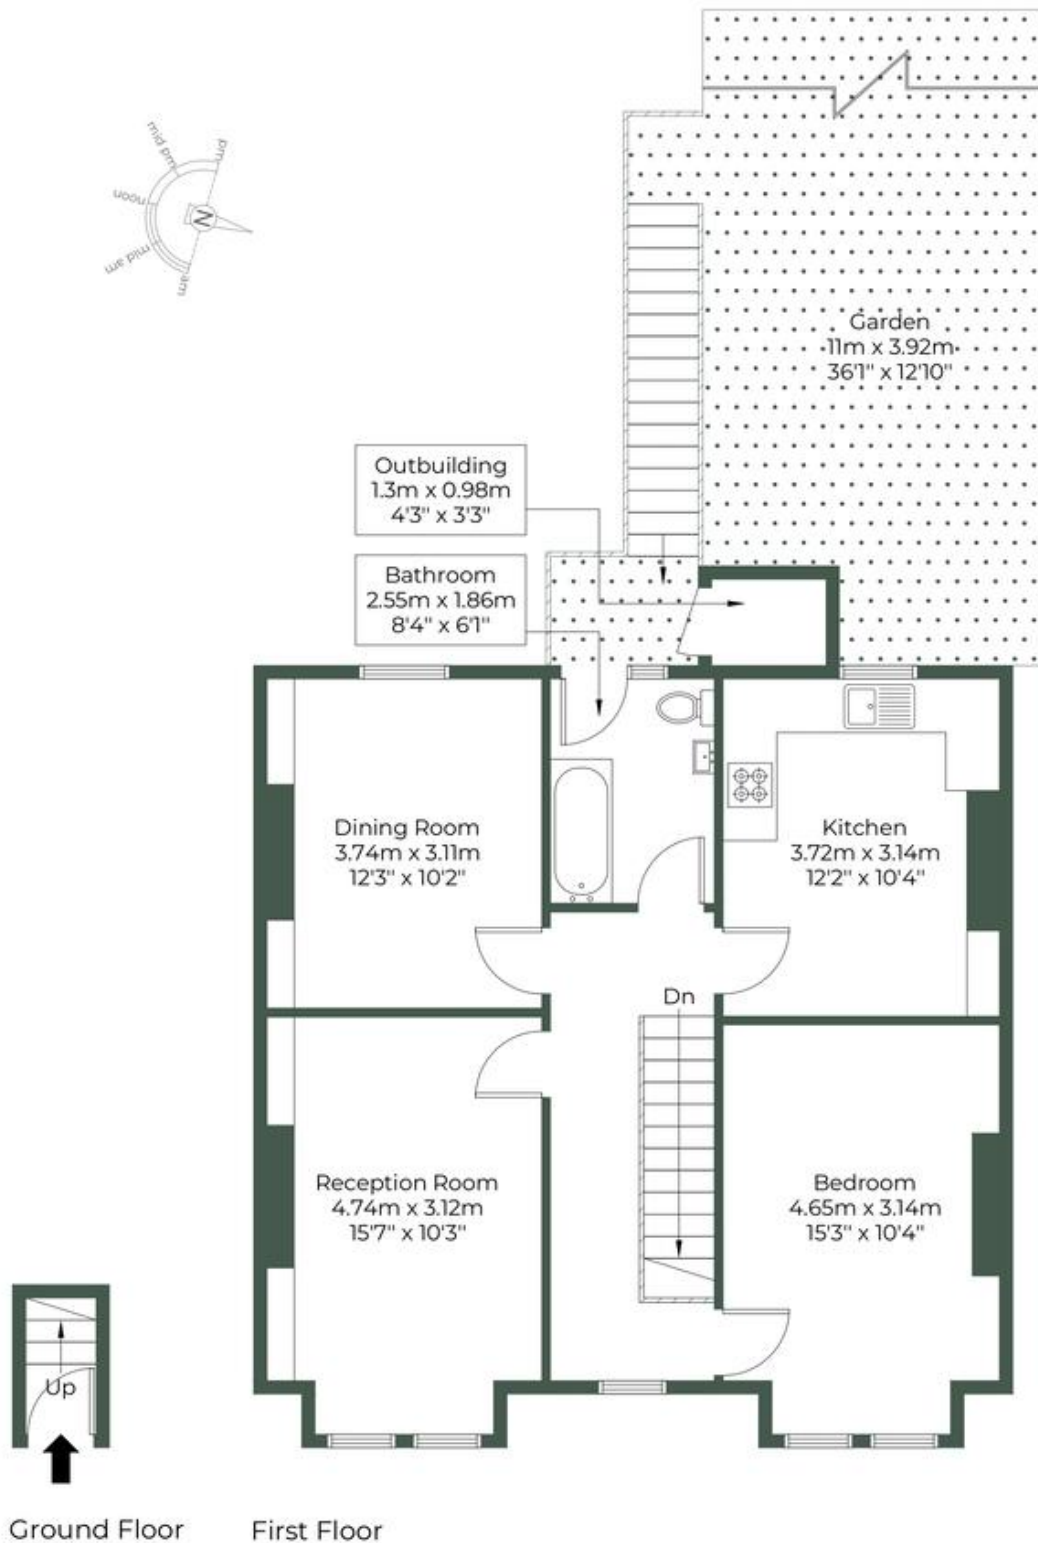 mid pm
pm
noon
N
mid am
am
Garden
11m x 3.92m
36'1" x 12'10"
Outbuilding
1.3m x 0.98m
4'3" x 3'3"
Bathroom
2.55m x 1.86m
8'4" x 6'1"
Dining Room
3.74m x 3.11m
12'3" x 10'2"
Kitchen
3.72m x 3.14m
12'2" x 10'4"
Dn
Reception Room
4.74m x 3.12m
15'7" x 10'3"
Bedroom
4.65m x 3.14m
15'3" x 10'4"
Up
Ground Floor
First Floor